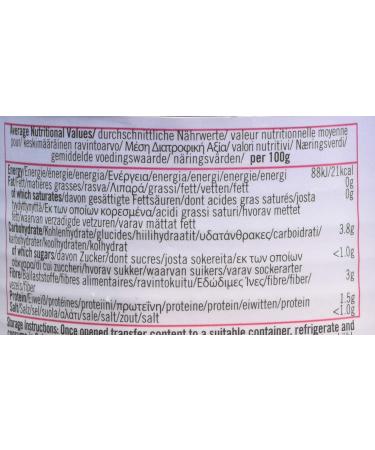 Average Nutritional Values/ durchschnittliche Nährwerte/ valeur nutritionnelle moyenne
pour/ keskimääräinen ravintoarvo/ Μέση Διατροφική Αξία/ valori nutritivi/ Næringsverdi/
gemiddelde voedingswaarde/ näringsvärden/ per 100g
Energy/Energie/énergie/energia/Ενέργεια/energia/energi/energie/energi 88kJ/21kcal
Fat/Fett/matières grasses/rasva/Λιπαρά/grassi/fett/vetten/fett 0g
of which saturates/davon gesättigte Fettsäuren/dont acides gras saturés/josta 0g
tyydyttynyttä/Εκ των οποίων κορεσμένα/acidi grassi saturi/hvorav mettet
fett/waarvan verzadigde vetzuren/varav mättat fett
Carbohydrate/Kohlenhydrate/glucides/hiilihydraatit/υδατάνθρακες/carboidrati/ 3.8g
karbohydrater/koolhydraten/kolhydrat
of which sugars/davon Zucker/dont sucres/josta sokereita/εκ των οποίων <1.0g
σάκχαρα/di cui zuccheri/hvorav sukker/waarvan suikers/varav sockerarter
Fibre/Ballaststoffe/fibres alimentaires/ravintokuitu/Εδώδιμες Ίνες/fibre/fiber/ 3g
vezels/fiber
Protein/Eiweiß/protéines/proteiini/πρωτεΐνη/proteine/protein/eiwitten/protein 1.5g
Salt/Salz/sel/suola/αλάτι/sale/salt/zout/salt <1.0g
Storage Instructions: Once opened transfer content to a suitable container, refrigerate and